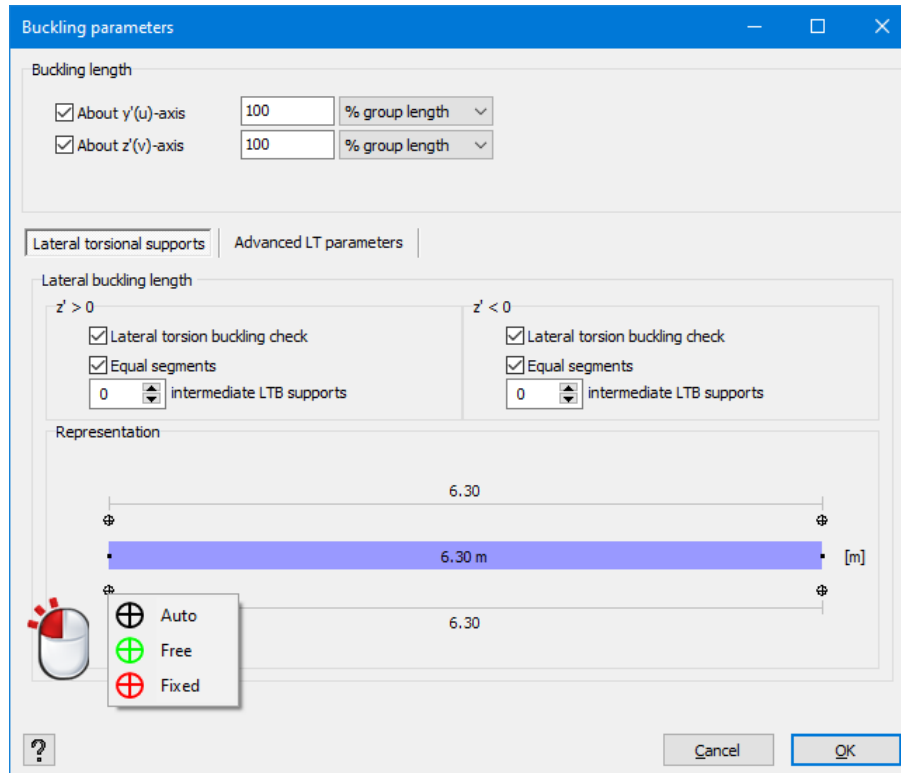 Buckling parameters
Buckling length
About y'(u)-axis 100 % group length
About z'(v)-axis 100 % group length
Lateral torsional supports Advanced LT parameters
Lateral buckling length
z' > 0 z' < 0
Lateral torsion buckling check Lateral torsion buckling check
Equal segments Equal segments
0 intermediate LTB supports 0 intermediate LTB supports
Representation
6.30
6.30 m [m]
6.30
Auto
Free
Fixed
? Cancel OK